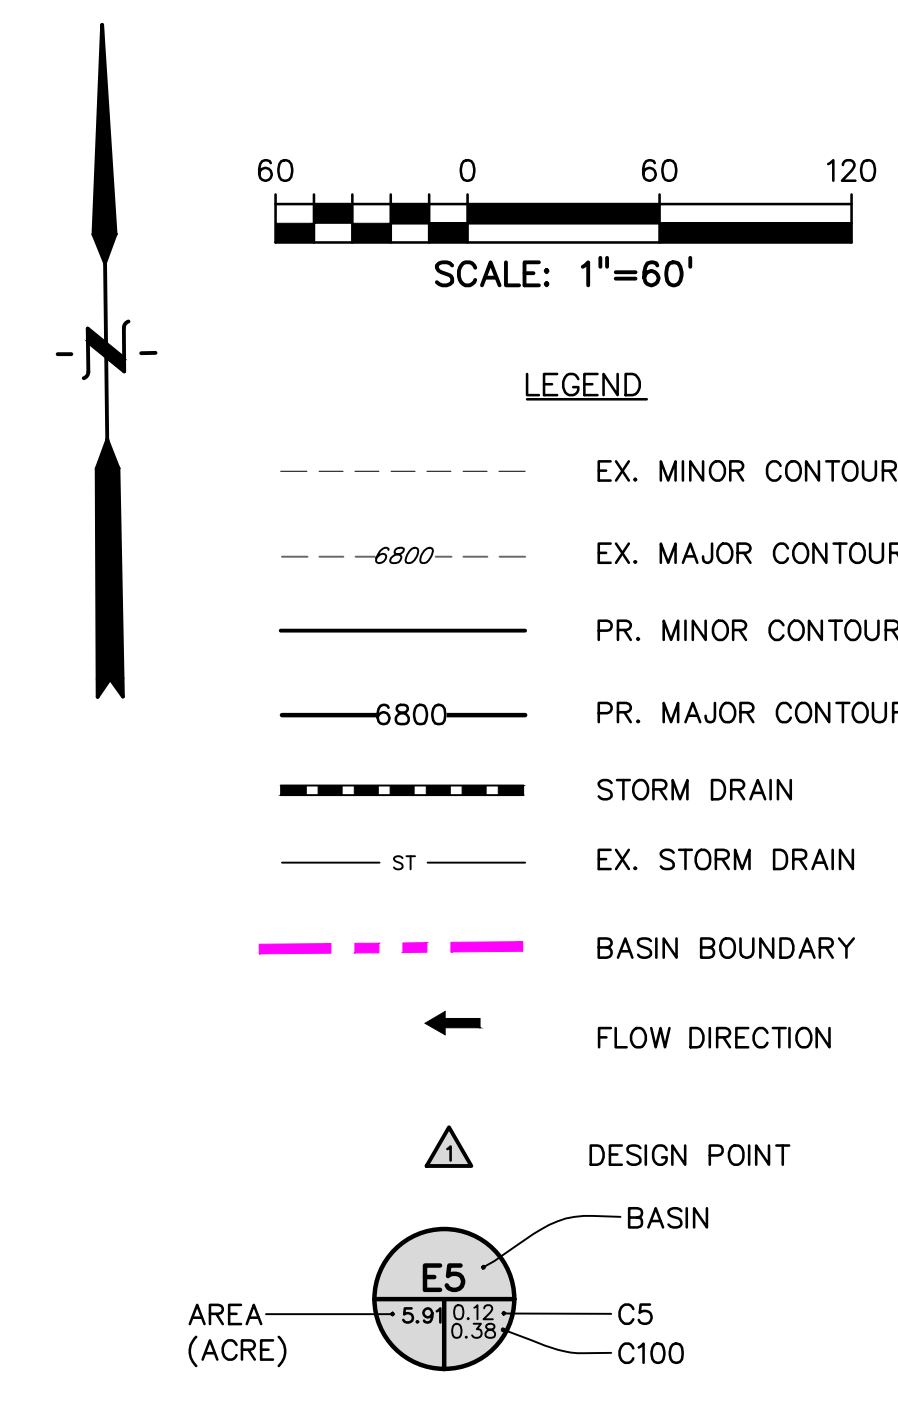 60 0 60 120
SCALE: 1"=60'
N
LEGEND
EX. MINOR CONTOUR
6800 EX. MAJOR CONTOUR
PR. MINOR CONTOUR
6800 PR. MAJOR CONTOUR
STORM DRAIN
ST EX. STORM DRAIN
BASIN BOUNDARY
FLOW DIRECTION
1 DESIGN POINT
BASIN
E5
AREA 5.91 0.12 C5
(ACRE) 0.38 C100